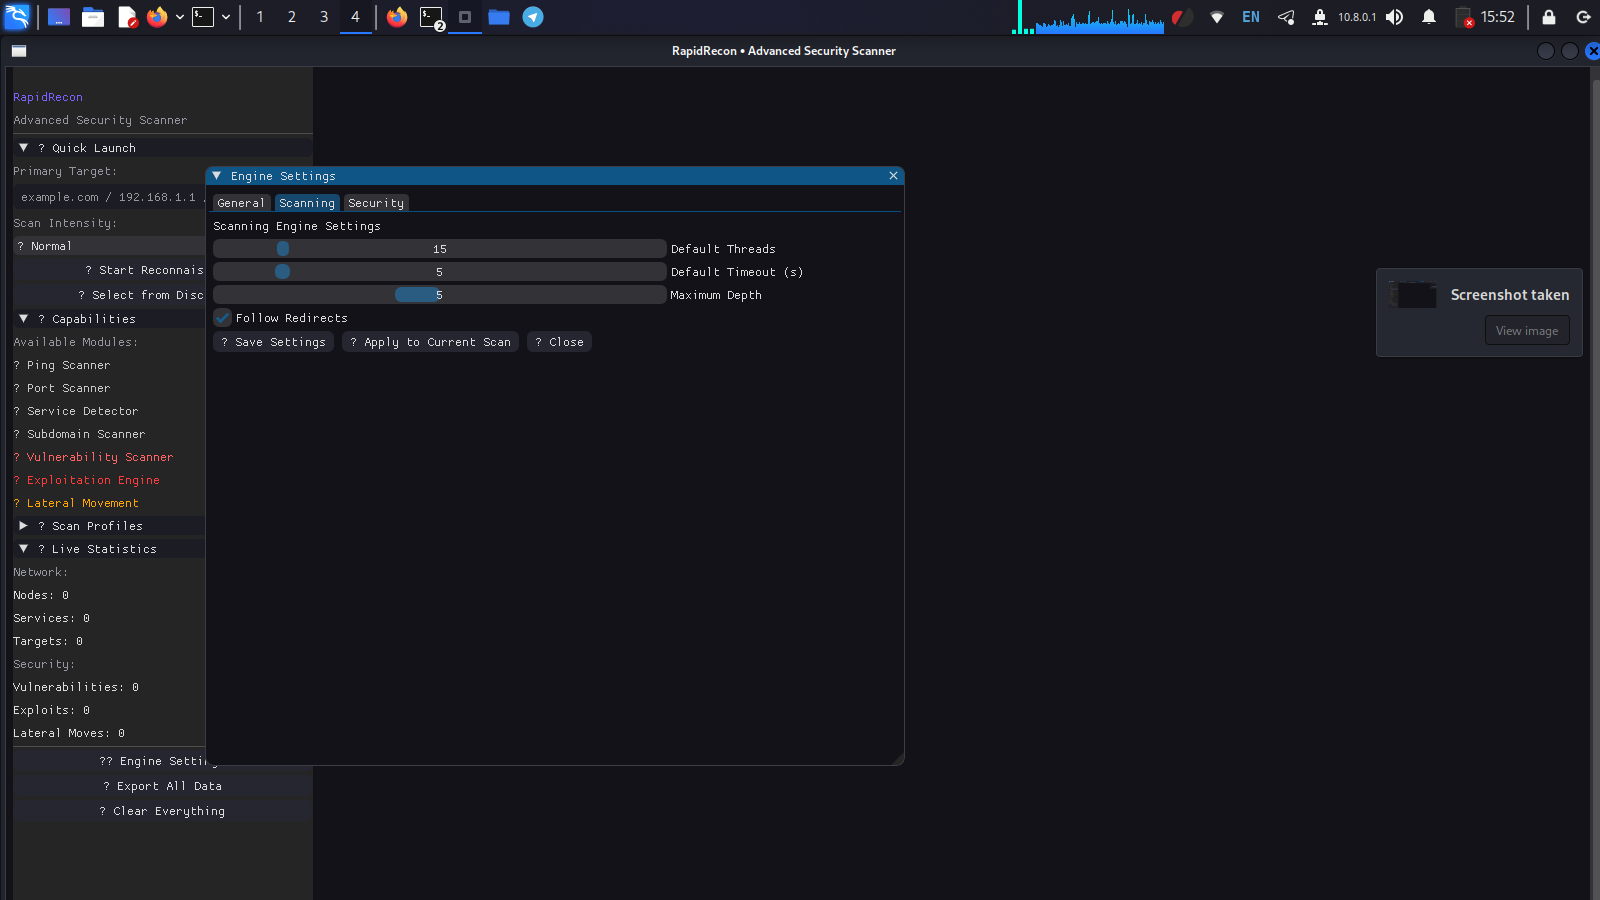 1 2 3 4 2 EN 10.8.0.1 15:52
RapidRecon • Advanced Security Scanner
RapidRecon
Advanced Security Scanner
? Quick Launch
Primary Target:
example.com / 192.168.1.1
Scan Intensity:
? Normal
? Start Reconnais
? Select from Disc
? Capabilities
Available Modules:
? Ping Scanner
? Port Scanner
? Service Detector
? Subdomain Scanner
? Vulnerability Scanner
? Exploitation Engine
? Lateral Movement
? Scan Profiles
? Live Statistics
Network:
Nodes: 0
Services: 0
Targets: 0
Security:
Vulnerabilities: 0
Exploits: 0
Lateral Moves: 0
?? Engine Setting
? Export All Data
? Clear Everything
Engine Settings
General Scanning Security
Scanning Engine Settings
15 Default Threads
5 Default Timeout (s)
5 Maximum Depth
Follow Redirects
? Save Settings ? Apply to Current Scan ? Close
Screenshot taken
View image